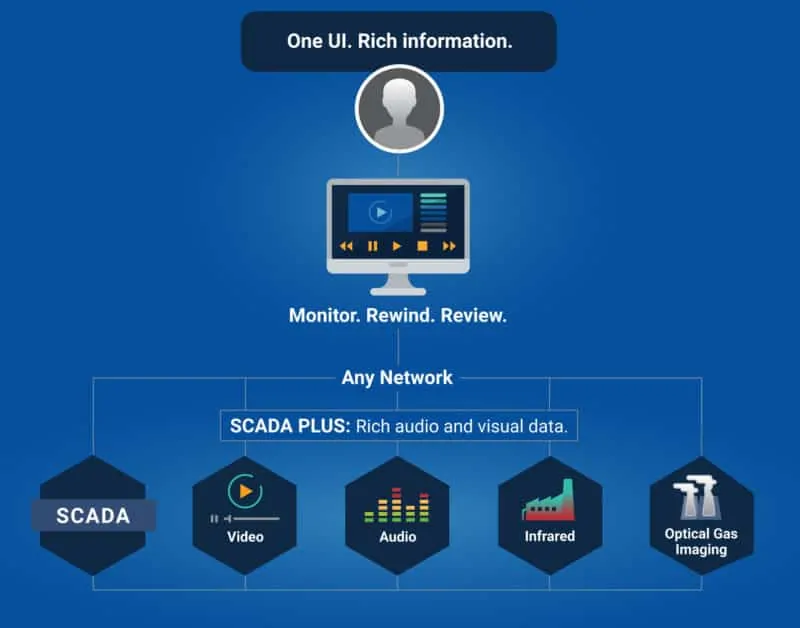 One UI. Rich information.
Monitor. Rewind. Review.
Any Network
SCADA PLUS: Rich audio and visual data.
SCADA
Video
Audio
Infrared
Optical Gas
Imaging